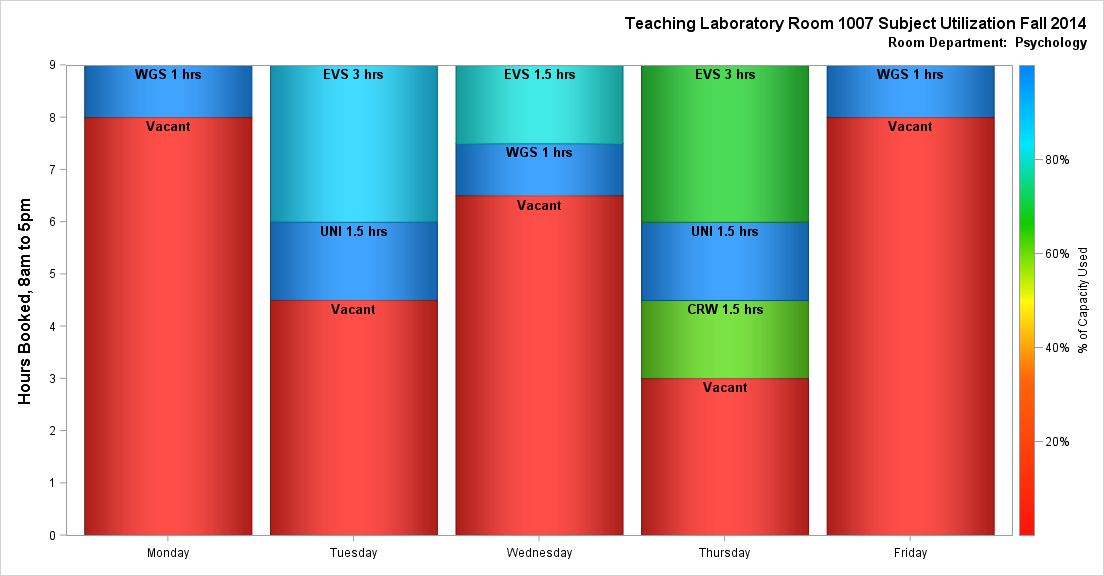 Teaching Laboratory Room 1007 Subject Utilization Fall 2014
Room Department: Psychology
Hours Booked, 8am to 5pm
9
8
7
6
5
4
3
2
1
0
WGS 1 hrs
Vacant
EVS 3 hrs
UNI 1.5 hrs
Vacant
EVS 1.5 hrs
WGS 1 hrs
Vacant
EVS 3 hrs
UNI 1.5 hrs
CRW 1.5 hrs
Vacant
WGS 1 hrs
Vacant
Monday
Tuesday
Wednesday
Thursday
Friday
80%
60%
40%
20%
% of Capacity Used